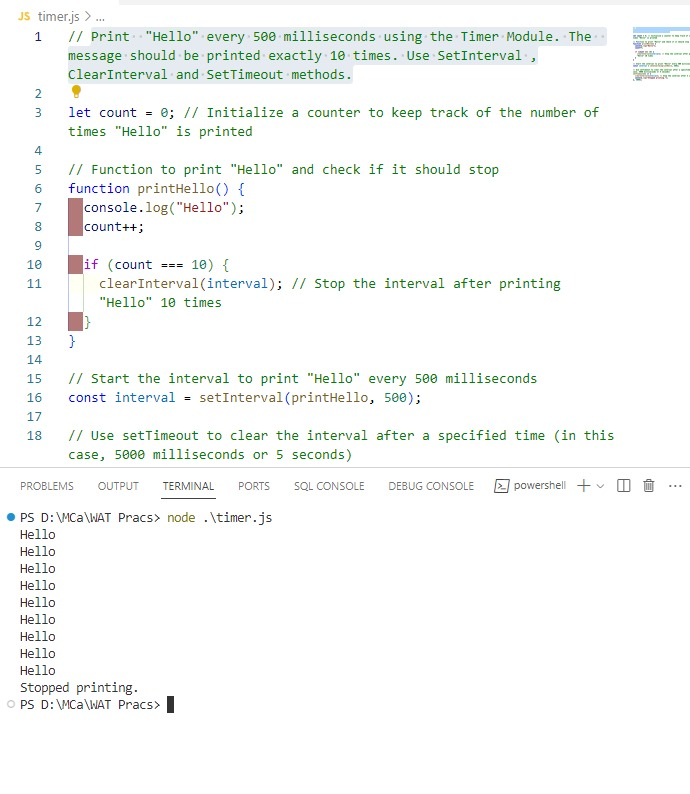 JS timer.js > ...
1 // Print "Hello" every 500 milliseconds using the Timer Module. The
message should be printed exactly 10 times. Use SetInterval ,
ClearInterval and SetTimeout methods.
2
3 let count = 0; // Initialize a counter to keep track of the number of
times "Hello" is printed
4
5 // Function to print "Hello" and check if it should stop
6 function printHello() {
7 console.log("Hello");
8 count++;
9
10 if (count === 10) {
11 clearInterval(interval); // Stop the interval after printing
"Hello" 10 times
12 }
13 }
14
15 // Start the interval to print "Hello" every 500 milliseconds
16 const interval = setInterval(printHello, 500);
17
18 // Use setTimeout to clear the interval after a specified time (in this
case, 5000 milliseconds or 5 seconds)
PROBLEMS OUTPUT TERMINAL PORTS SQL CONSOLE DEBUG CONSOLE powershell
PS D:\MCa\WAT Pracs> node .\timer.js
Hello
Hello
Hello
Hello
Hello
Hello
Hello
Hello
Hello
Stopped printing.
PS D:\MCa\WAT Pracs>